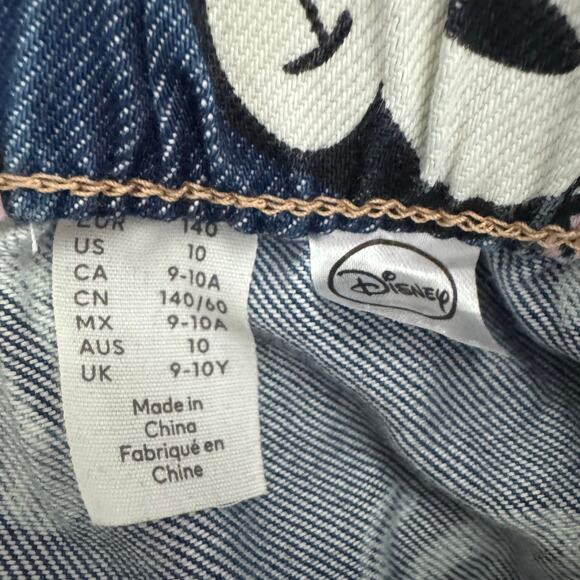 EUR 140
US 10
CA 9-10A
CN 140/60
MX 9-10A
AUS 10
UK 9-10Y
Made in
China
Fabriqué en
Chine
Disney